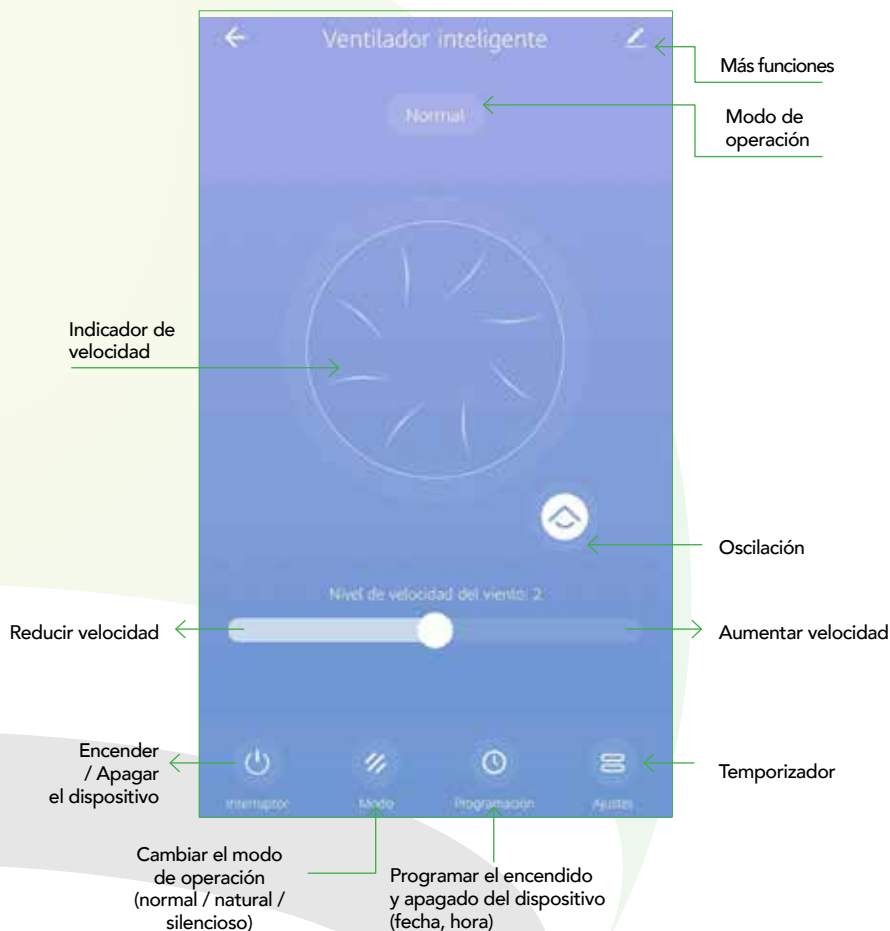 Ventilador inteligente
Más funciones
Normal
Modo de
operación
Indicador de
velocidad
Oscilación
Nivel de velocidad del viento: 2
Reducir velocidad
Aumentar velocidad
Encender
/ Apagar
el dispositivo
Temporizador
Interruptor
Modo
Programación
Ajustes
Cambiar el modo
de operación
(normal / natural /
silencioso)
Programar el encendido
y apagado del dispositivo
(fecha, hora)